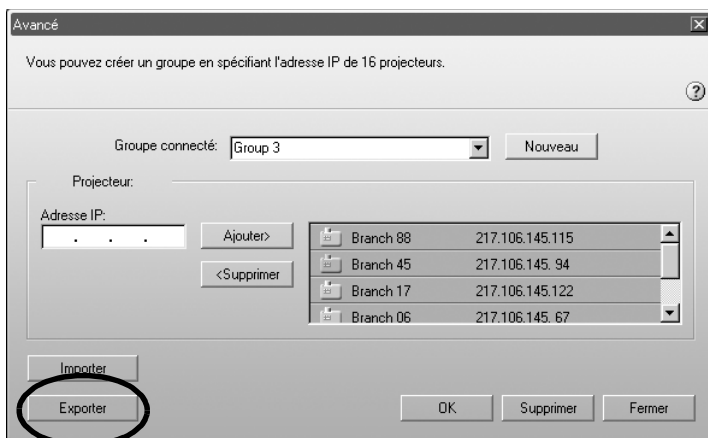 Avancé
Vous pouvez créer un groupe en spécifiant l'adresse IP de 16 projecteurs.
Groupe connecté: Group 3 Nouveau
Projecteur:
Adresse IP:
. . .
Ajouter>
<Supprimer
Branch 88 217.106.145.115
Branch 45 217.106.145. 94
Branch 17 217.106.145.122
Branch 06 217.106.145. 67
Importer
Exporter OK Supprimer Fermer